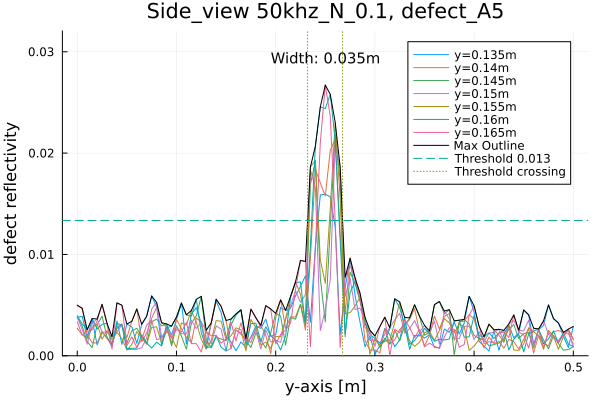 Side_view 50khz_N_0.1, defect_A5
Width: 0.035m
y=0.135m
y=0.14m
y=0.145m
y=0.15m
y=0.155m
y=0.16m
y=0.165m
Max Outline
Threshold 0.013
Threshold crossing
defect reflectivity
0.03
0.02
0.01
0.00
0.0 0.1 0.2 0.3 0.4 0.5
y-axis [m]